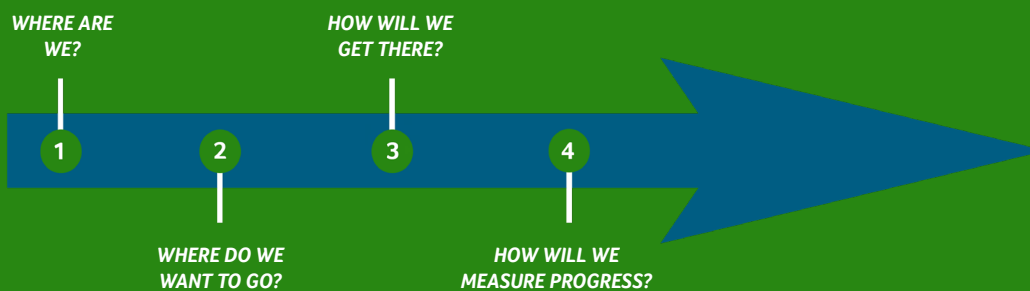 WHERE ARE
WE?
HOW WILL WE
GET THERE?
1
2
3
4
WHERE DO WE
WANT TO GO?
HOW WILL WE
MEASURE PROGRESS?